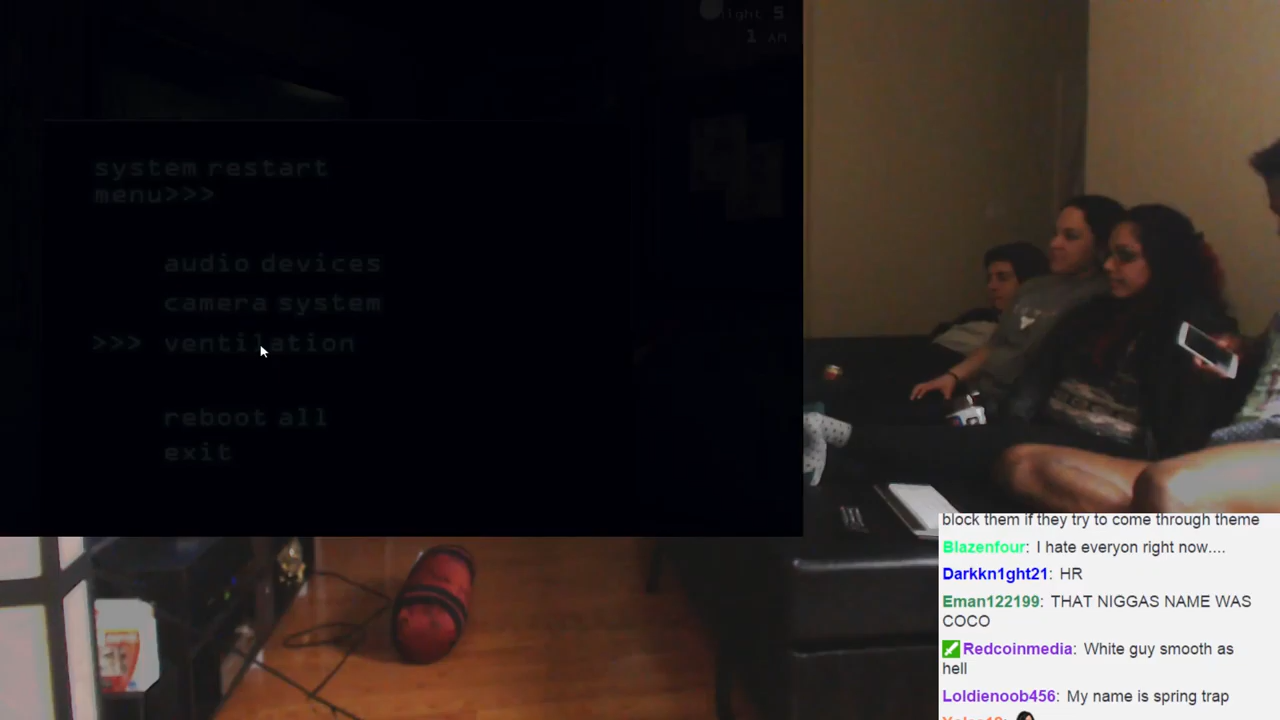 night 5
1 AM
system restart
menu>>>
audio devices
camera system
>>> ventilation
reboot all
exit
block them if they try to come through theme
Blazenfour: I hate everyon right now....
Darkkn1ght21: HR
Eman122199: THAT NIGGAS NAME WAS
COCO
Redcoinmedia: White guy smooth as
hell
Loldienoob456: My name is spring trap